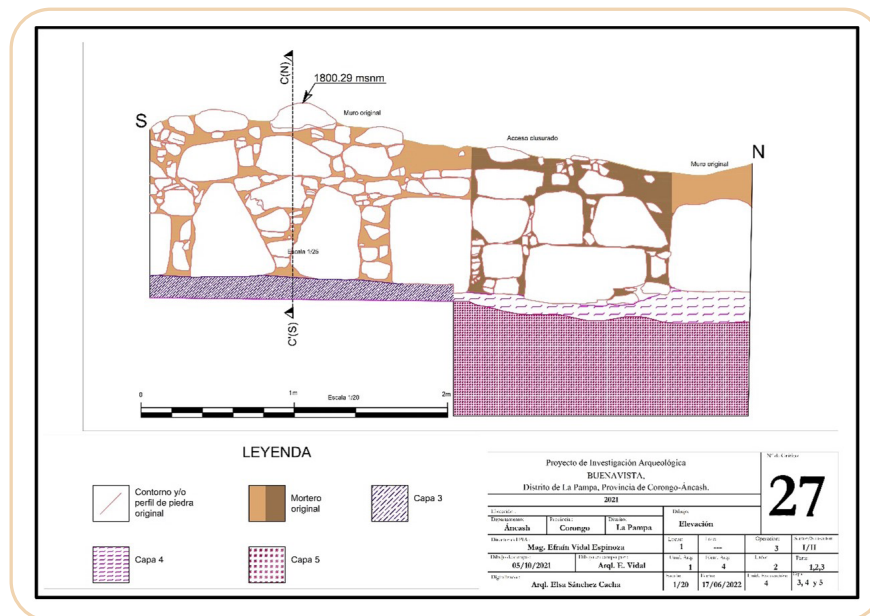 C(N)
1800.29 msnm
S
Muro original
Acceso clusurado
Muro original
N
Escala 1/25
C'(S)
0
1m
2m
Escala 1/20
LEYENDA
Contorno y/o
perfil de piedra
original
Mortero
original
Capa 3
Capa 4
Capa 5
Proyecto de Investigación Arqueológica
BUENAVISTA,
Distrito de La Pampa, Provincia de Corongo-Áncash.
2021
27
Áncash
Corongo
La Pampa
Elevación
Mag. Efraín Vidal Espinoza
1
---
3
I/II
05/10/2021
Arql. E. Vidal
1
4
2
1,2,3
Arql. Elsa Sánchez Cacha
1/20
17/06/2022
4
3, 4 y 5